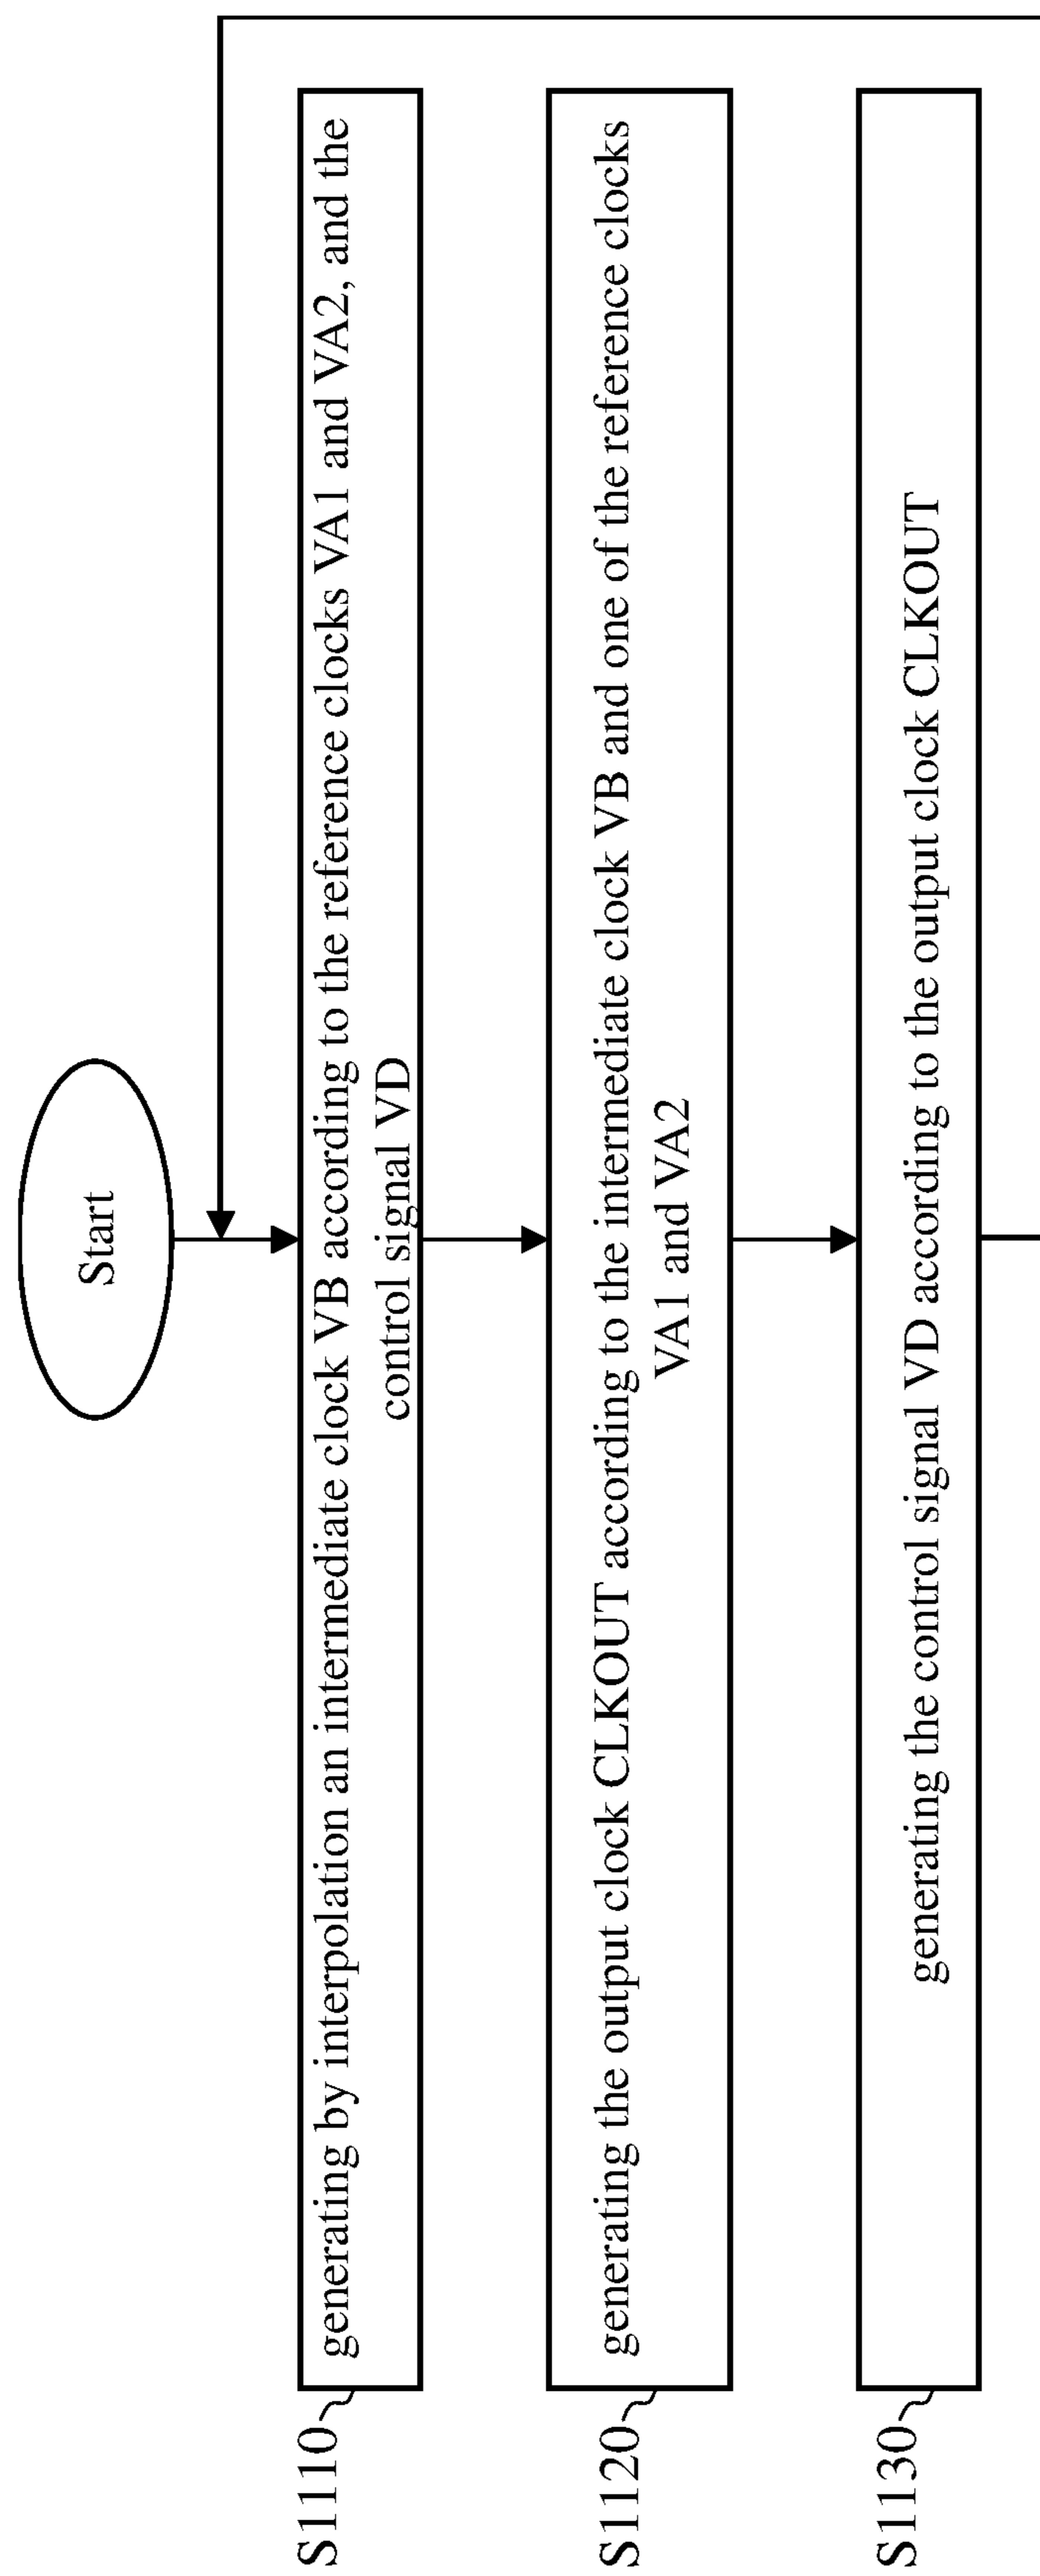 Start
S1110
generating by interpolation an intermediate clock VB according to the reference clocks VA1 and VA2, and the
control signal VD
S1120
generating the output clock CLKOUT according to the intermediate clock VB and one of the reference clocks
VA1 and VA2
S1130
generating the control signal VD according to the output clock CLKOUT